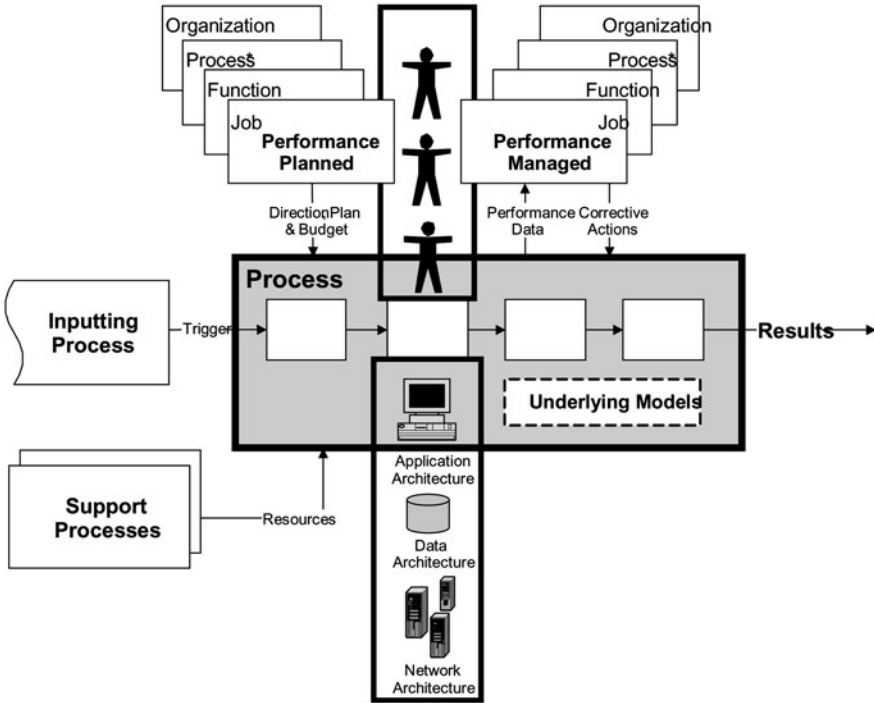 Organization
Process*
Function
Job
Performance
Planned
Organization
Process*
Function
Job
Performance
Managed
Direction Plan
& Budget
Performance
Data
Corrective
Actions
Process
Inputting
Process
Trigger
Results
Underlying Models
Support
Processes
Resources
Application
Architecture
Data
Architecture
Network
Architecture